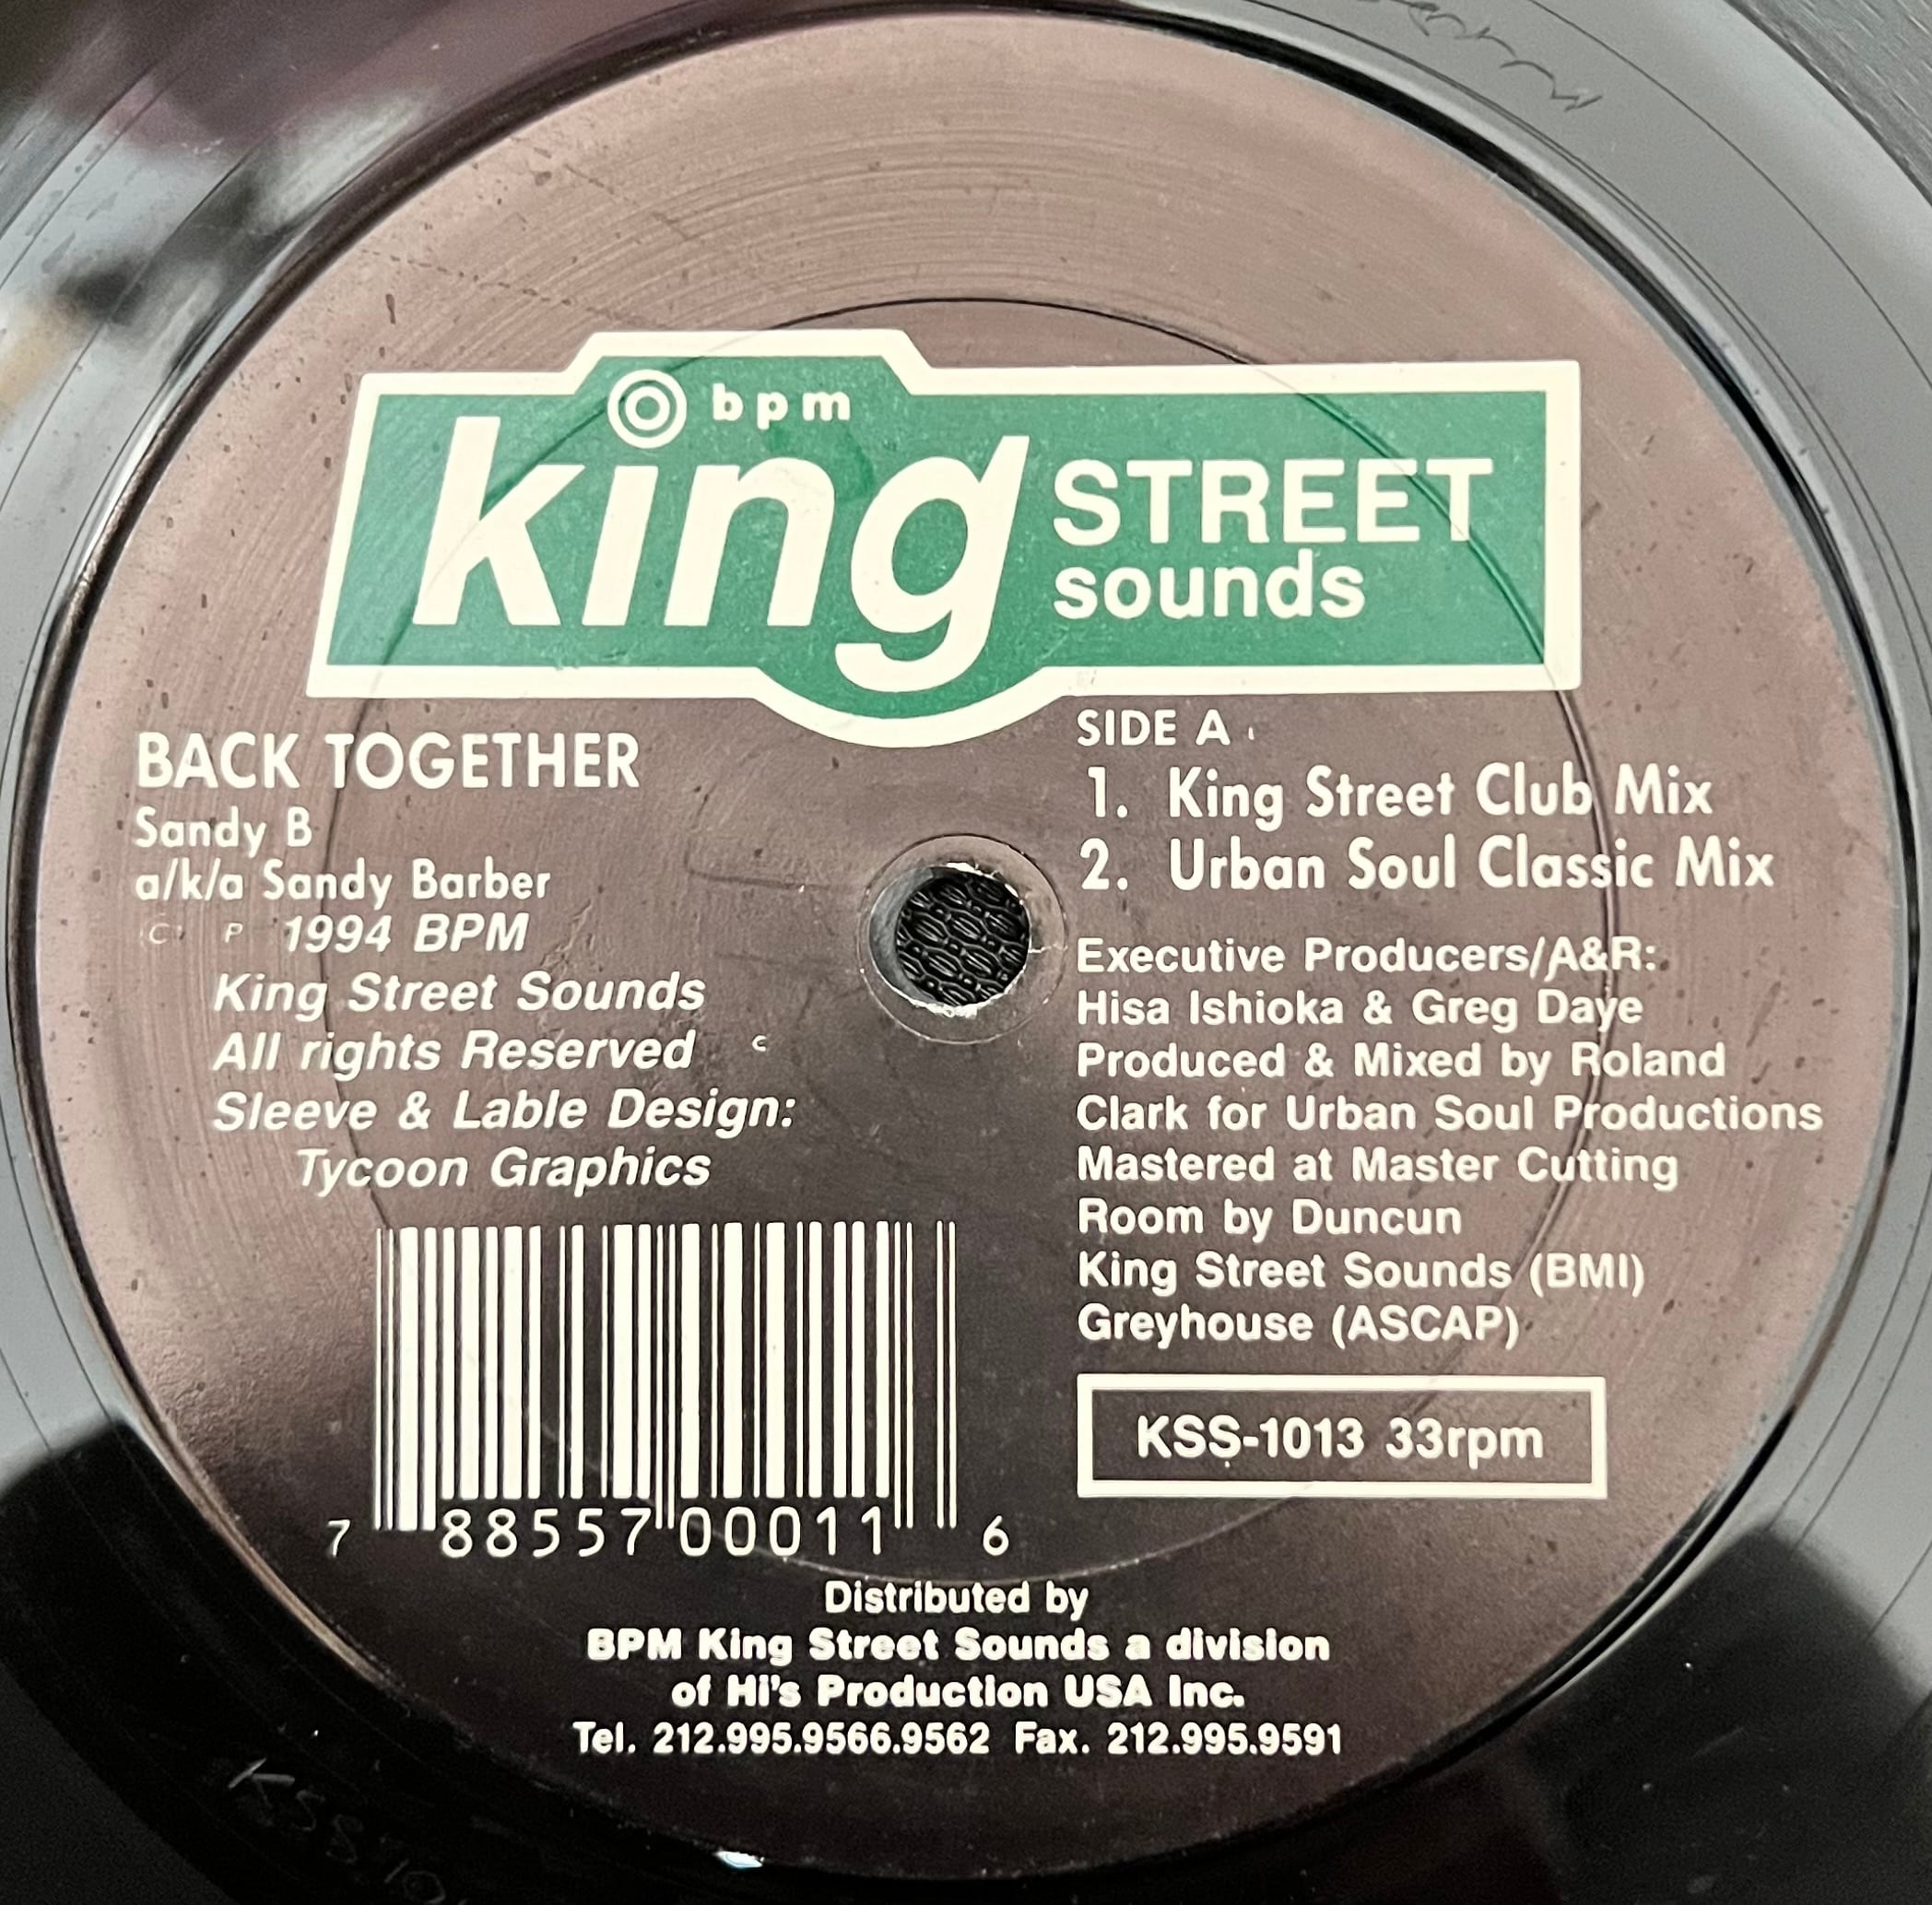 bpm
king STREET
sounds
BACK TOGETHER
Sandy B
a/k/a Sandy Barber
C P 1994 BPM
King Street Sounds
All rights Reserved
Sleeve & Lable Design:
Tycoon Graphics
SIDE A
1. King Street Club Mix
2. Urban Soul Classic Mix
Executive Producers/A&R:
Hisa Ishioka & Greg Daye
Produced & Mixed by Roland
Clark for Urban Soul Productions
Mastered at Master Cutting
Room by Duncun
King Street Sounds (BMI)
Greyhouse (ASCAP)
KSS-1013 33rpm
7 88557 00011 6
Distributed by
BPM King Street Sounds a division
of Hi's Production USA Inc.
Tel. 212.995.9566.9562 Fax. 212.995.9591